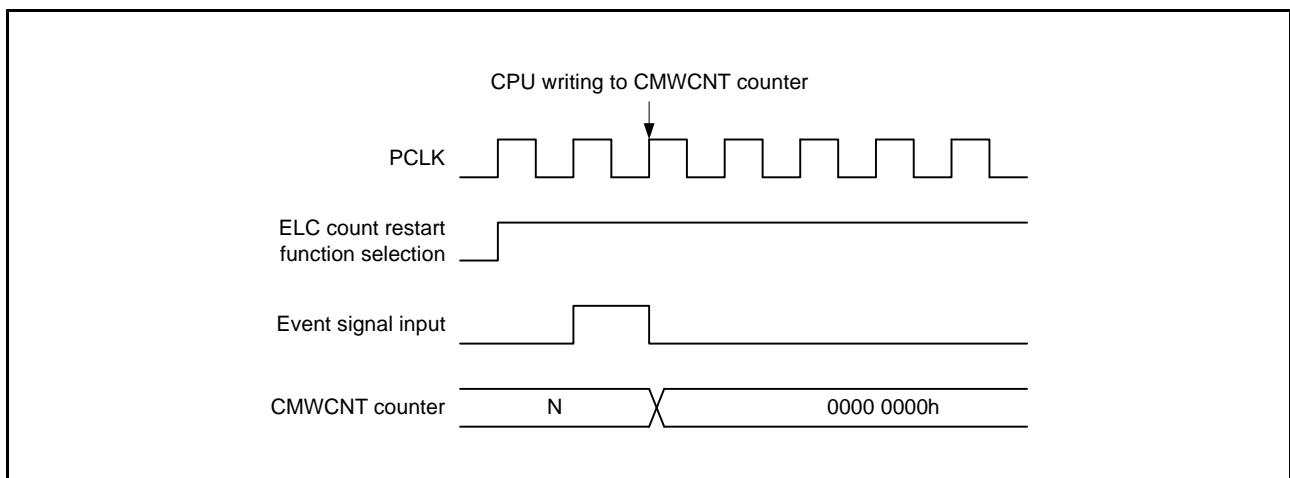 CPU writing to CMWCNT counter
PCLK
ELC count restart
function selection
Event signal input
CMWCNT counter
N
0000 0000h